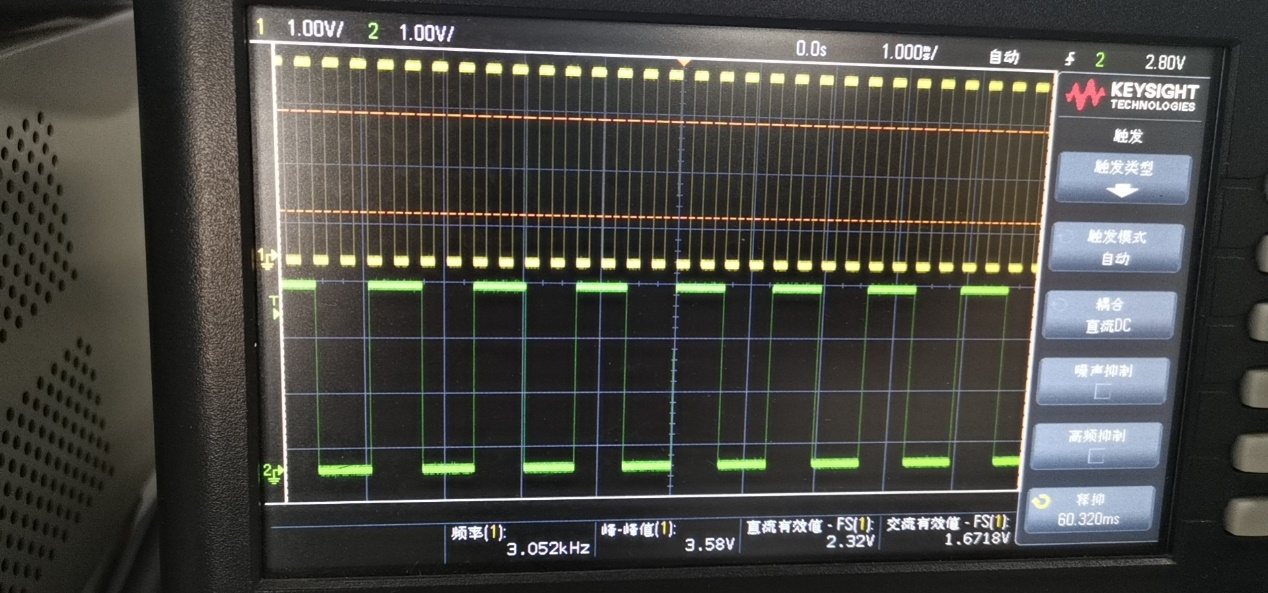 1 1.00V/ 2 1.00V/ 0.0s 1.000ms/ 自动 2 2.80V
KEYSIGHT
TECHNOLOGIES
触发
触发类型
触发模式
自动
耦合
直流DC
噪声抑制
高频抑制
释抑
60.320ms
1
T
2
频率(1):
3.052kHz
峰-峰值(1):
3.58V
直流有效值 - FS(1):
2.32V
交流有效值 - FS(1):
1.6718V